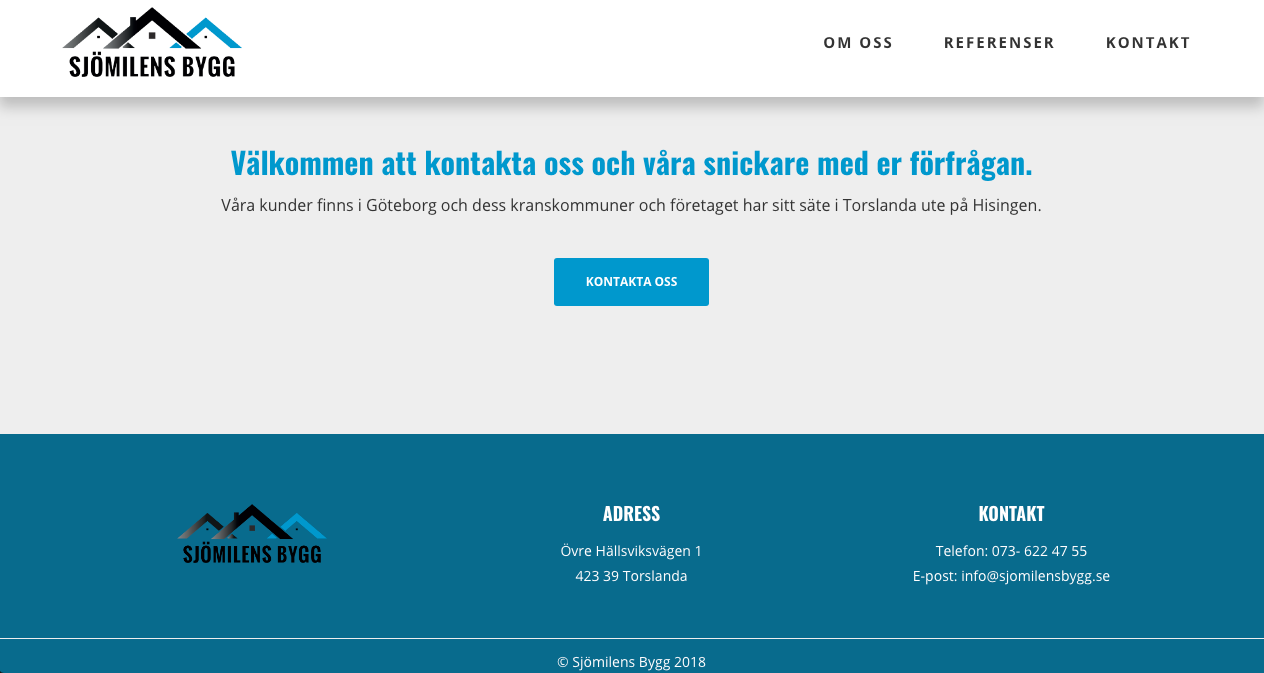 SJÖMILENS BYGG
OM OSS
REFERENSER
KONTAKT
Välkommen att kontakta oss och våra snickare med er förfrågan.
Våra kunder finns i Göteborg och dess kranskommuner och företaget har sitt säte i Torslanda ute på Hisingen.
KONTAKTA OSS
SJÖMILENS BYGG
ADRESS
Övre Hällsviksvägen 1
423 39 Torslanda
KONTAKT
Telefon: 073- 622 47 55
E-post: info@sjomilensbygg.se
© Sjömilens Bygg 2018